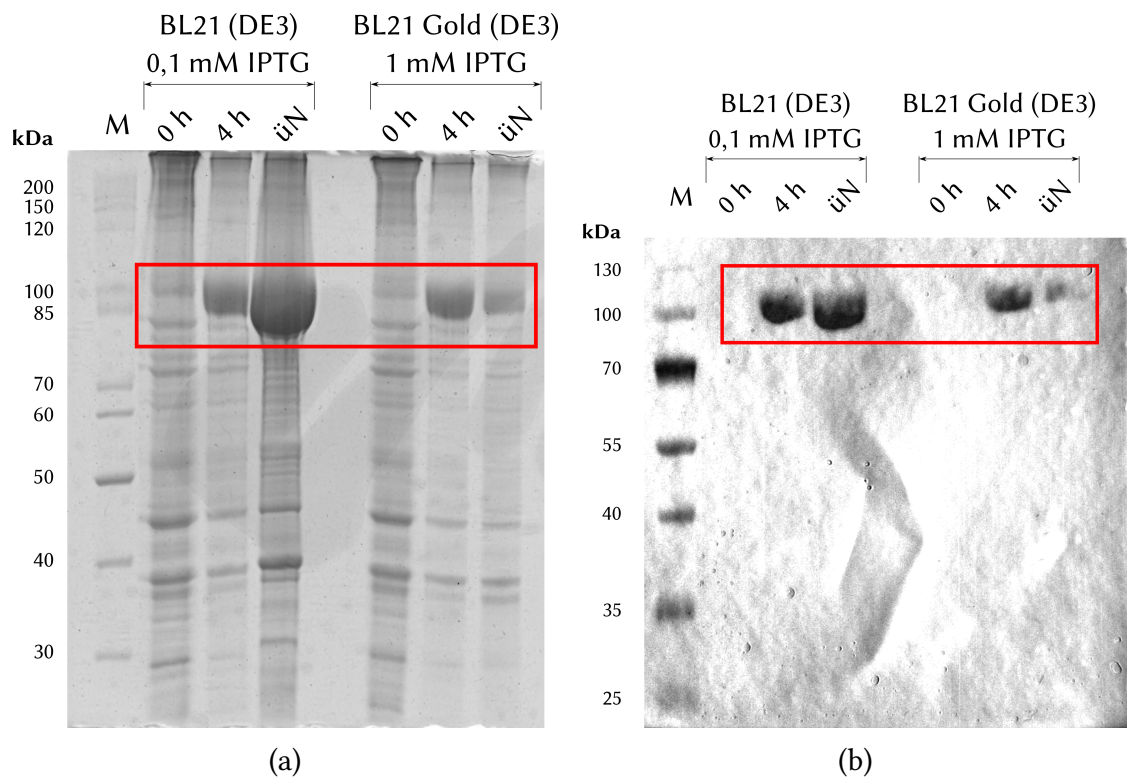 BL21 (DE3) BL21 Gold (DE3)
0,1 mM IPTG 1 mM IPTG
kDa M 0 h 4 h üN 0 h 4 h üN
200
150
120
100
85
70
60
50
40
30
(a)
BL21 (DE3) BL21 Gold (DE3)
0,1 mM IPTG 1 mM IPTG
M 0 h 4 h üN 0 h 4 h üN
kDa
130
100
70
55
40
35
25
(b)